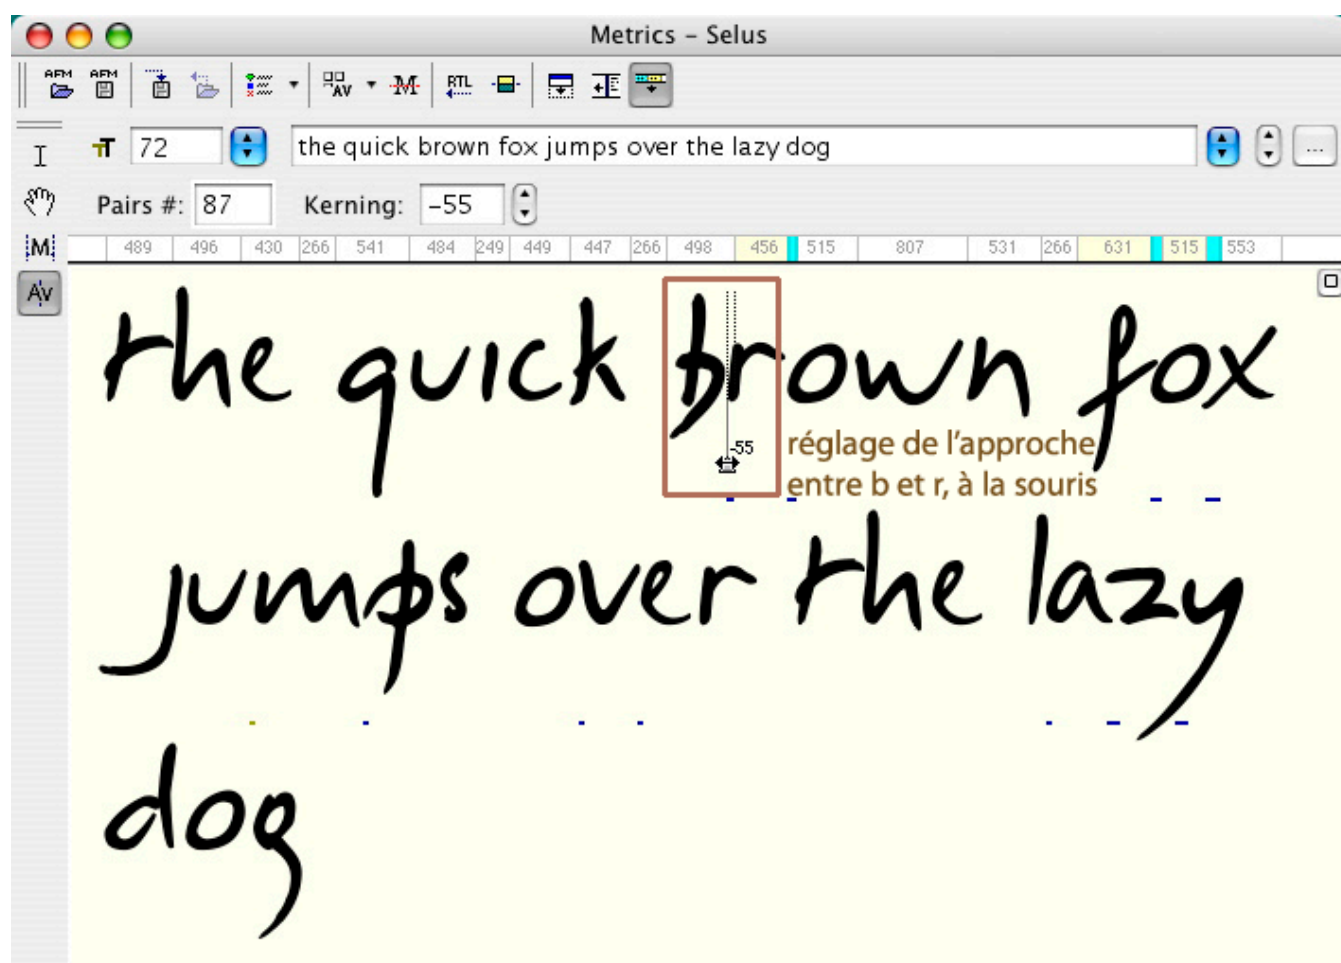 Metrics – Selus
AFM AFM AV M RTL
72 the quick brown fox jumps over the lazy dog ...
Pairs #: 87 Kerning: -55
M 489 496 430 266 541 484 249 449 447 266 498 456 515 807 531 266 631 515 553
AV
the quick brown fox
-55
réglage de l'approche
entre b et r, à la souris
jumps over the lazy
dog